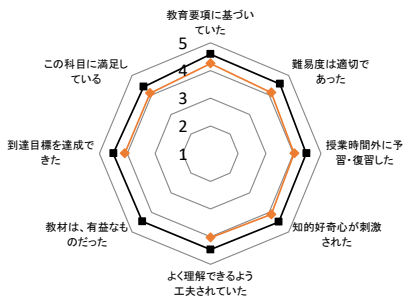 教育要項に基づい
ていた
難易度は適切で
あった
授業時間外に予
習・復習した
知的好奇心が刺激
された
よく理解できるよう
工夫されていた
教材は、有益なも
のだった
到達目標を達成で
きた
この科目に満足し
ている
5
4
3
2
1